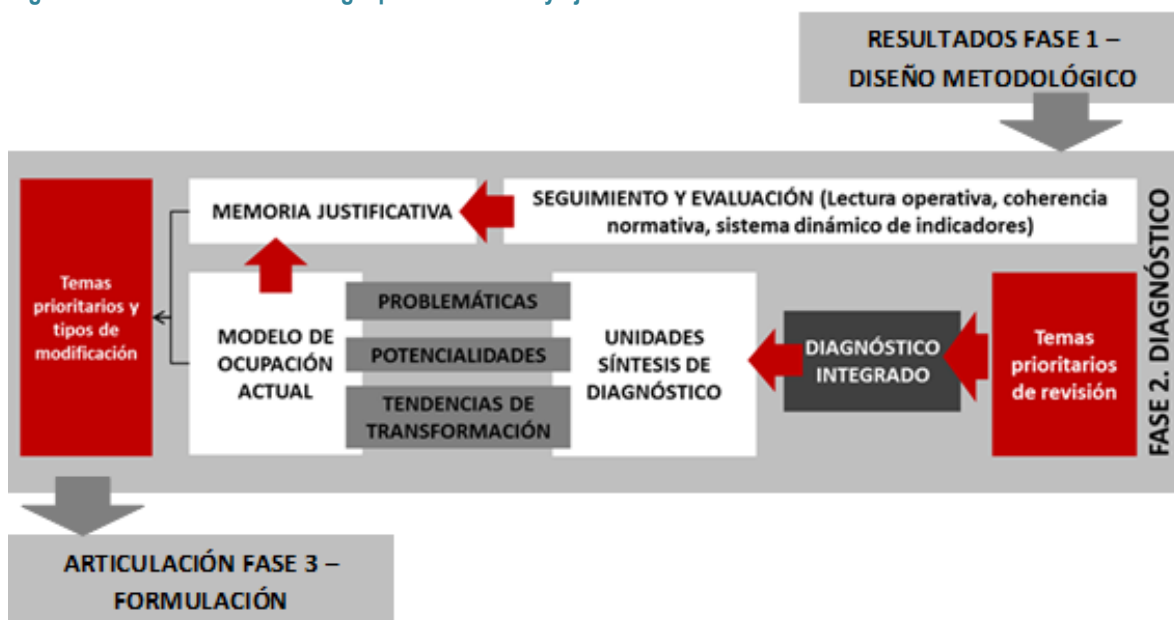 RESULTADOS FASE 1 –
DISEÑO METODOLÓGICO
SEGUIMIENTO Y EVALUACIÓN (Lectura operativa, coherencia
normativa, sistema dinámico de indicadores)
MEMORIA JUSTIFICATIVA
Temas
prioritarios y
tipos de
modificación
MODELO DE
OCUPACIÓN
ACTUAL
PROBLEMÁTICAS
POTENCIALIDADES
TENDENCIAS DE
TRANSFORMACIÓN
UNIDADES
SÍNTESIS DE
DIAGNÓSTICO
DIAGNÓSTICO
INTEGRADO
Temas
prioritarios
de revisión
FASE 2. DIAGNÓSTICO
ARTICULACIÓN FASE 3 –
FORMULACIÓN